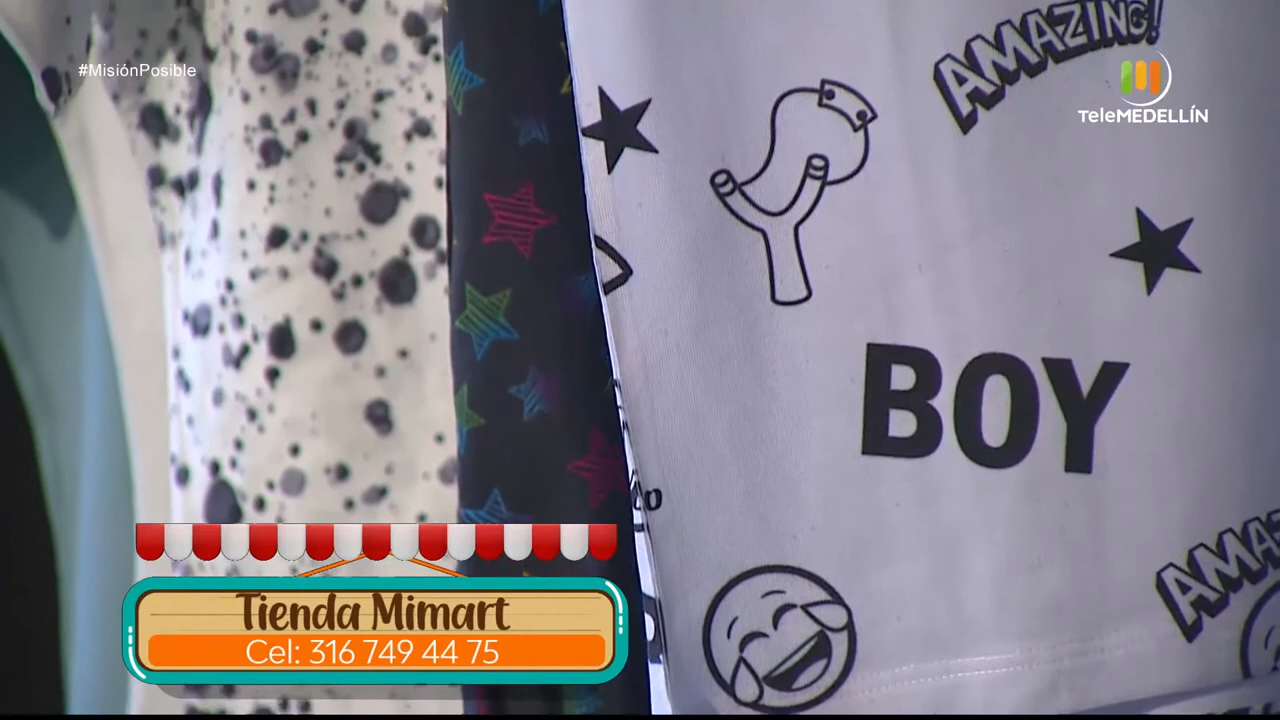 #MisiónPosible
AMAZING!
TeleMEDELLÍN
BOY
Tienda Mimart
Cel: 316 749 44 75